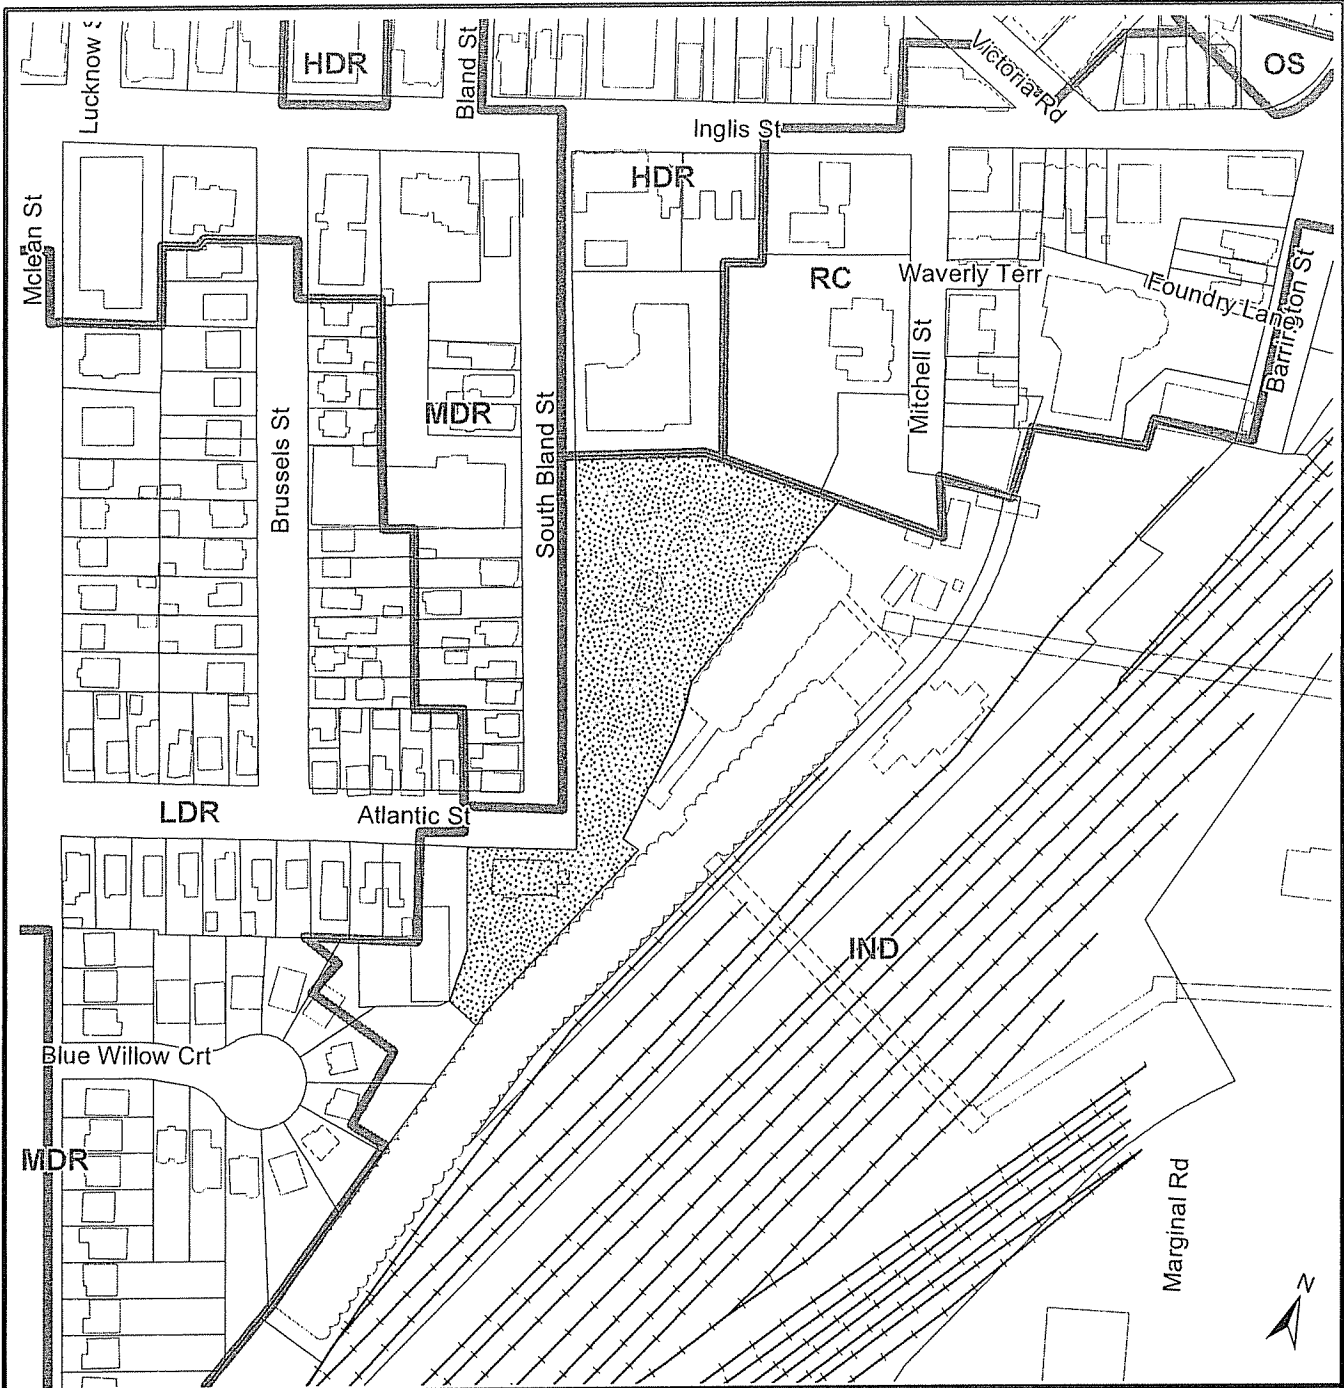 Lucknow S
HDR
Bland St
Victoria Rd
OS
Inglis St
HDR
Mclean St
RC
Waverly Terr
Foundry Lane
Barrington St
Mitchell St
MDR
Brussels St
South Bland St
LDR
Atlantic St
IND
Blue Willow Crt
MDR
Marginal Rd
N